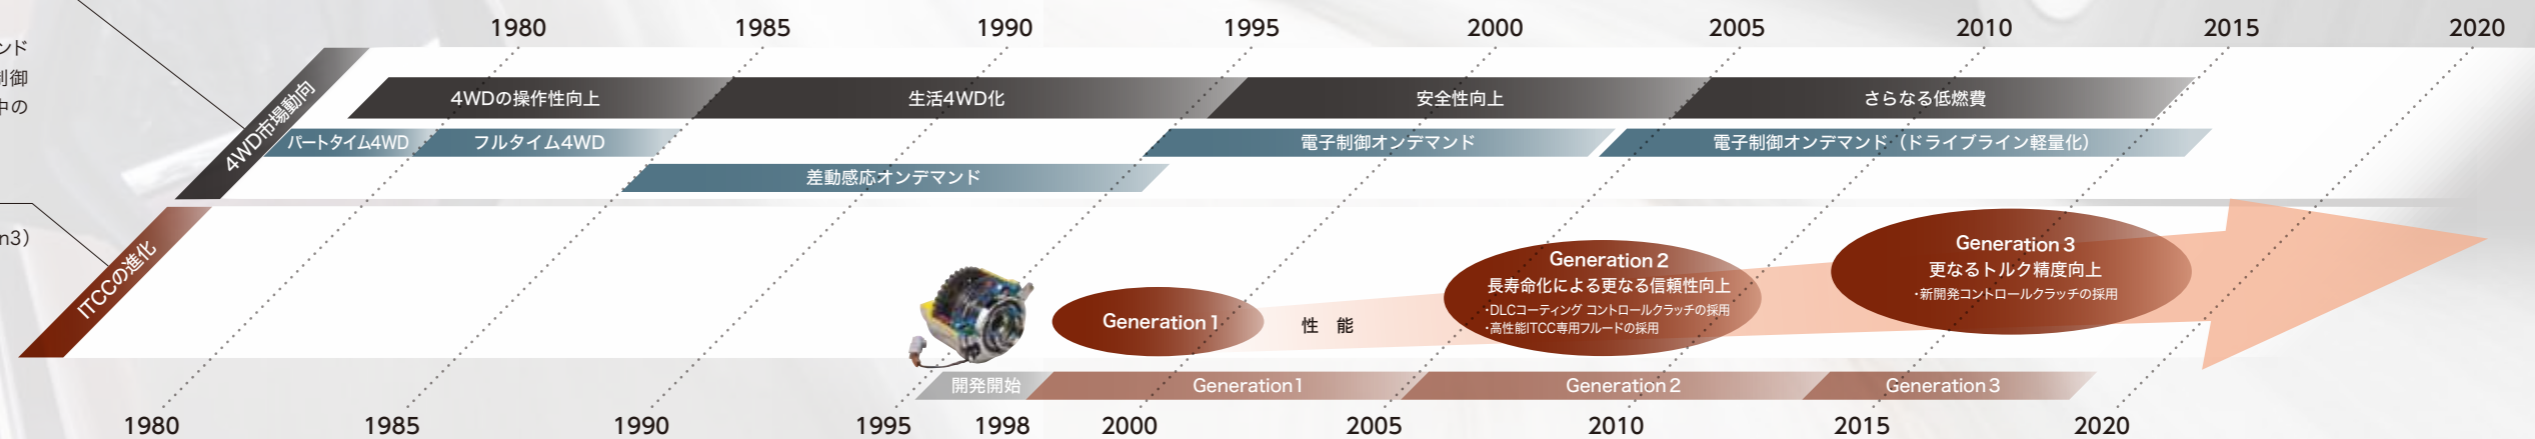 1980 1985 1990 1995 2000 2005 2010 2015 2020
ンド
制御
中の
4WD市場動向
4WDの操作性向上 生活4WD化 安全性向上 さらなる低燃費
パートタイム4WD フルタイム4WD 電子制御オンデマンド 電子制御オンデマンド（ドライブライン軽量化）
差動感応オンデマンド
n3）
ITCCの進化
Generation 1
性 能
Generation 2
長寿命化による更なる信頼性向上
・DLCコーティング コントロールクラッチの採用
・高性能ITCC専用フルードの採用
Generation 3
更なるトルク精度向上
・新開発コントロールクラッチの採用
開発開始 Generation1 Generation 2 Generation 3
1980 1985 1990 1995 1998 2000 2005 2010 2015 2020